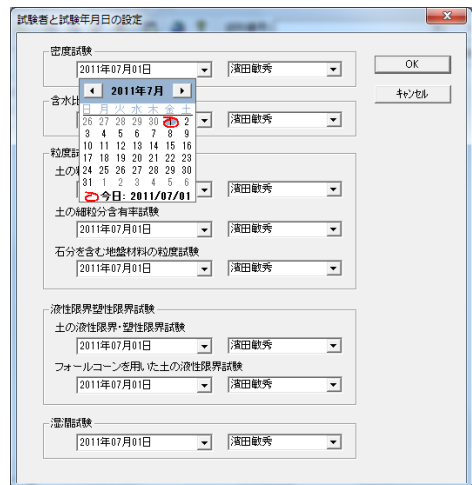 試験者と試験年月日の設定
密度試験
2011年07月01日 濱田敏秀
OK
キャンセル
2011年7月
日 月 火 水 木 金 土
26 27 28 29 30 1 2
3 4 5 6 7 8 9
10 11 12 13 14 15 16
17 18 19 20 21 22 23
24 25 26 27 28 29 30
31 1 2 3 4 5 6
今日: 2011/07/01
含水比
濱田敏秀
粒度試
土の
濱田敏秀
土の細粒分含有率試験
2011年07月01日 濱田敏秀
石分を含む地盤材料の粒度試験
2011年07月01日 濱田敏秀
液性限界塑性限界試験
土の液性限界・塑性限界試験
2011年07月01日 濱田敏秀
フォールコーンを用いた土の液性限界試験
2011年07月01日 濱田敏秀
湿潤試験
2011年07月01日 濱田敏秀